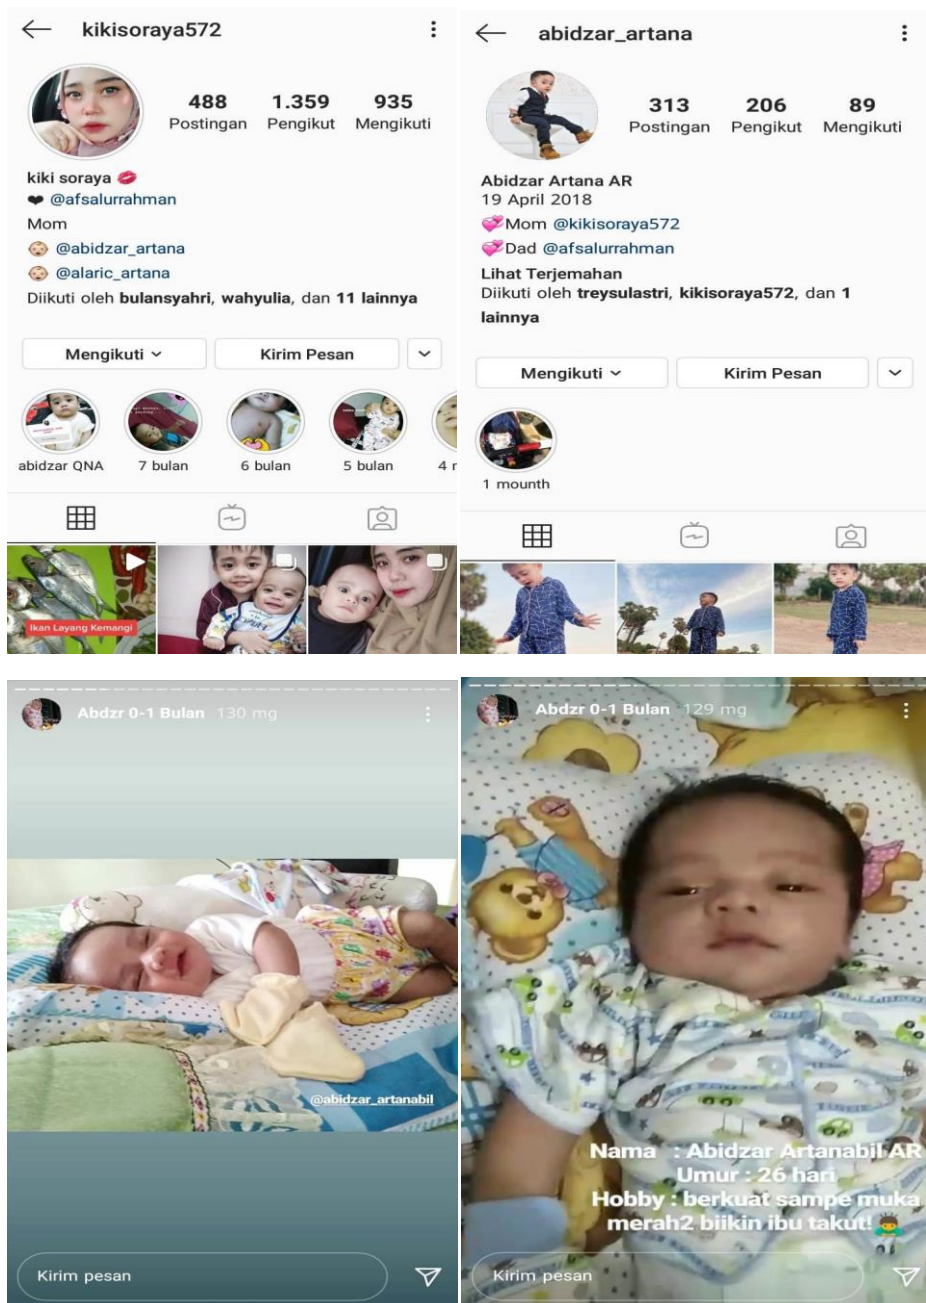 kikisoraya572
488 1.359 935
Postingan Pengikut Mengikuti
kiki soraya 💋
❤ @afsalurrahman
Mom
👶 @abidzar_artana
👶 @alaric_artana
Diikuti oleh bulansyahri, wahyulia, dan 11 lainnya
Mengikuti Kirim Pesan
abidzar QNA 7 bulan 6 bulan 5 bulan
Ikan Layang Kemangi
abidzar_artana
313 206 89
Postingan Pengikut Mengikuti
Abidzar Artana AR
19 April 2018
💞Mom @kikisoraya572
💞Dad @afsalurrahman
Lihat Terjemahan
Diikuti oleh treysulastri, kikisoraya572, dan 1
lainnya
Mengikuti Kirim Pesan
1 mounth
Abdzr 0-1 Bulan 130 mg
@abidzar_artanabil
Kirim pesan
Abdzr 0-1 Bulan 129 mg
Nama : Abidzar Artanabil AR
Umur : 26 hari
Hobby : berkuat sampe muka
merah2 biikin ibu takut!🙇
Kirim pesan